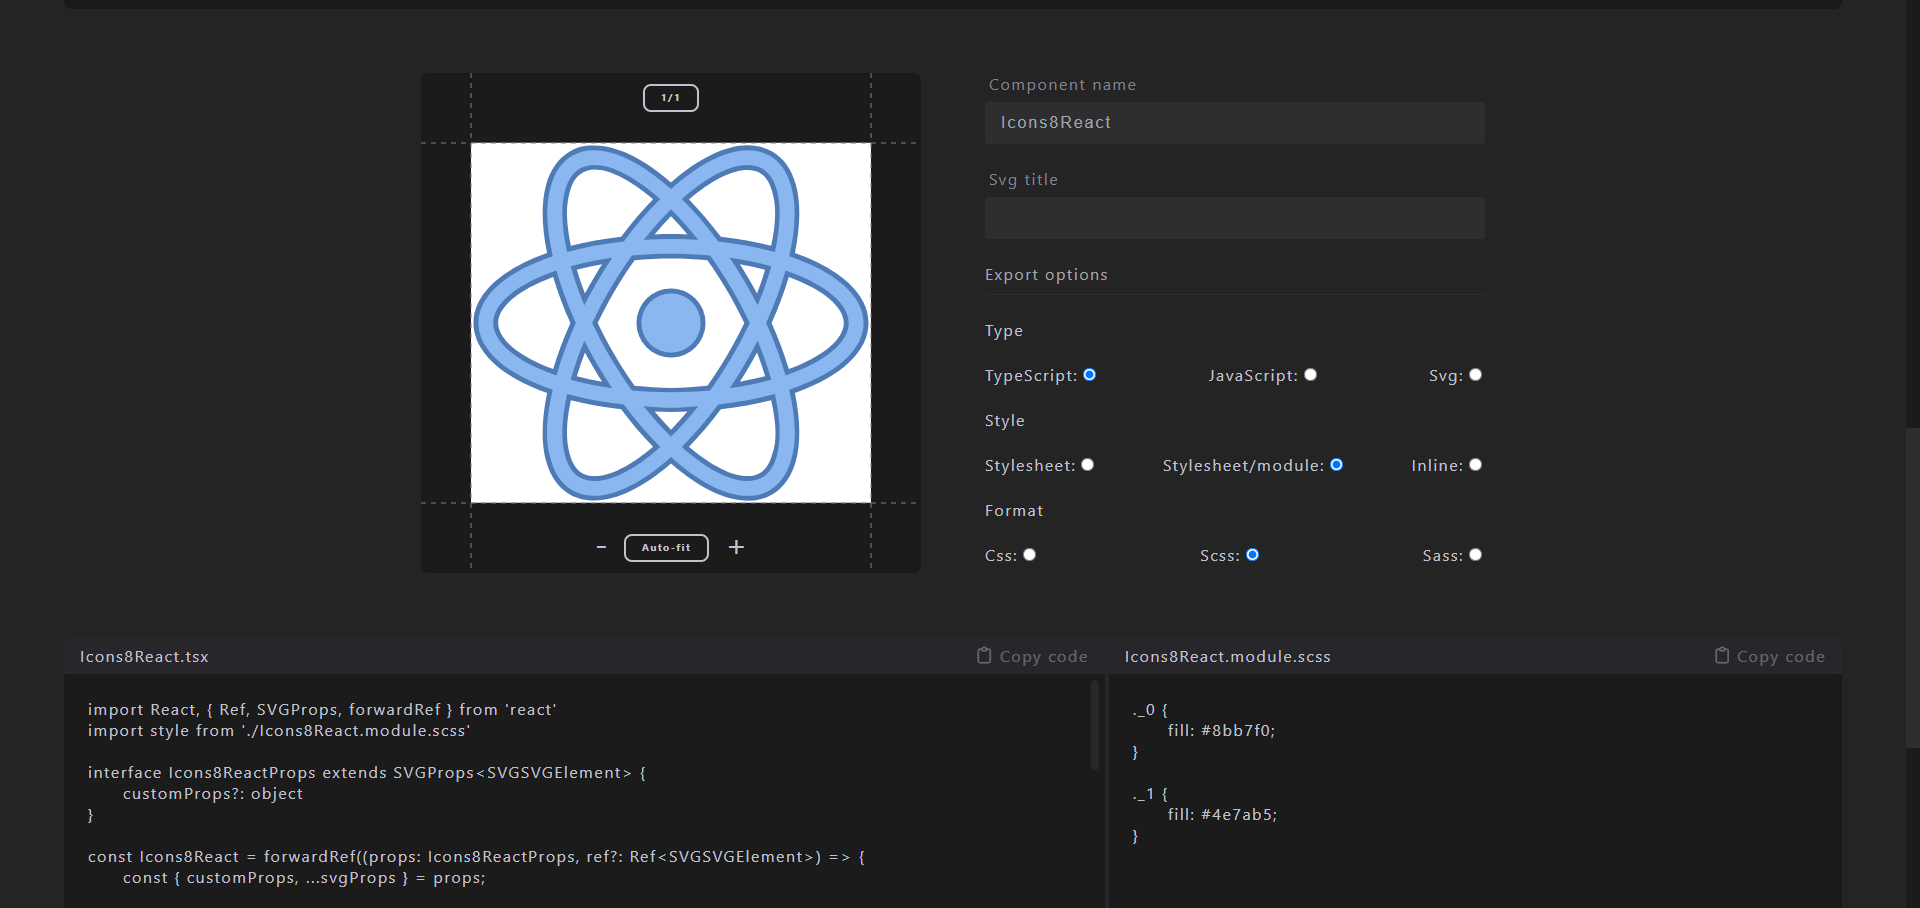 1/1
- Auto-fit +
Component name
Icons8React
Svg title
Export options
Type
TypeScript: JavaScript: Svg:
Style
Stylesheet: Stylesheet/module: Inline:
Format
Css: Scss: Sass:
Icons8React.tsx Copy code
import React, { Ref, SVGProps, forwardRef } from 'react'
import style from './Icons8React.module.scss'
interface Icons8ReactProps extends SVGProps<SVGSVGElement> {
customProps?: object
}
const Icons8React = forwardRef((props: Icons8ReactProps, ref?: Ref<SVGSVGElement>) => {
const { customProps, ...svgProps } = props;
Icons8React.module.scss Copy code
._0 {
fill: #8bb7f0;
}
._1 {
fill: #4e7ab5;
}